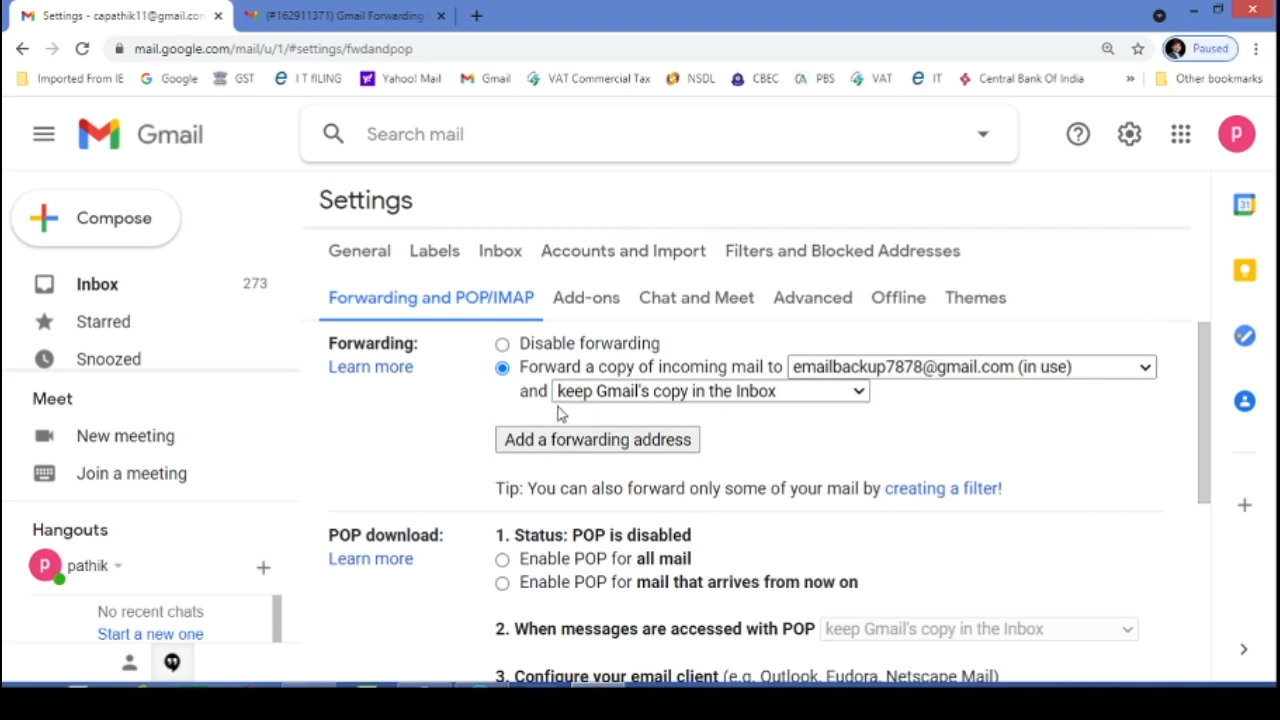 Settings - capathik11@gmail.con
(#162911371) Gmail Forwarding
mail.google.com/mail/u/1/#settings/fwdandpop
Paused
Imported From IE
Google
GST
I T fILING
Yahoo! Mail
Gmail
VAT Commercial Tax
NSDL
CBEC
PBS
VAT
IT
Central Bank Of India
Other bookmarks
Gmail
Search mail
P
Compose
Settings
General Labels Inbox Accounts and Import Filters and Blocked Addresses
Inbox 273
Forwarding and POP/IMAP Add-ons Chat and Meet Advanced Offline Themes
Starred
Snoozed
Forwarding: Disable forwarding
Learn more Forward a copy of incoming mail to emailbackup7878@gmail.com (in use)
and keep Gmail's copy in the Inbox
Meet
New meeting
Add a forwarding address
Join a meeting
Tip: You can also forward only some of your mail by creating a filter!
Hangouts
POP download: 1. Status: POP is disabled
Learn more Enable POP for all mail
P pathik
Enable POP for mail that arrives from now on
No recent chats
Start a new one
2. When messages are accessed with POP keep Gmail's copy in the Inbox
3. Configure your email client (e.g. Outlook, Eudora, Netscape Mail)
31